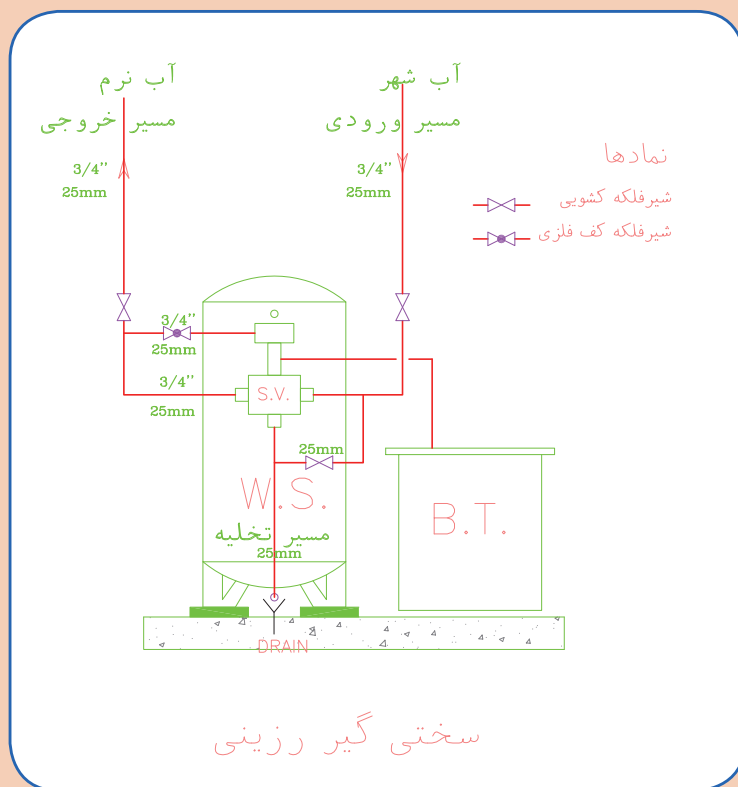 آب شهر
مسیر ورودی
3/4"
25mm
آب نرم
مسیر خروجی
3/4"
25mm
نمادها
شیرفلکه کشویی
شیرفلکه کف فلزی
3/4"
25mm
3/4"
25mm
S.V.
25mm
W.S.
مسیر تخلیه
25mm
B.T.
DRAIN
سختی گیر رزینی